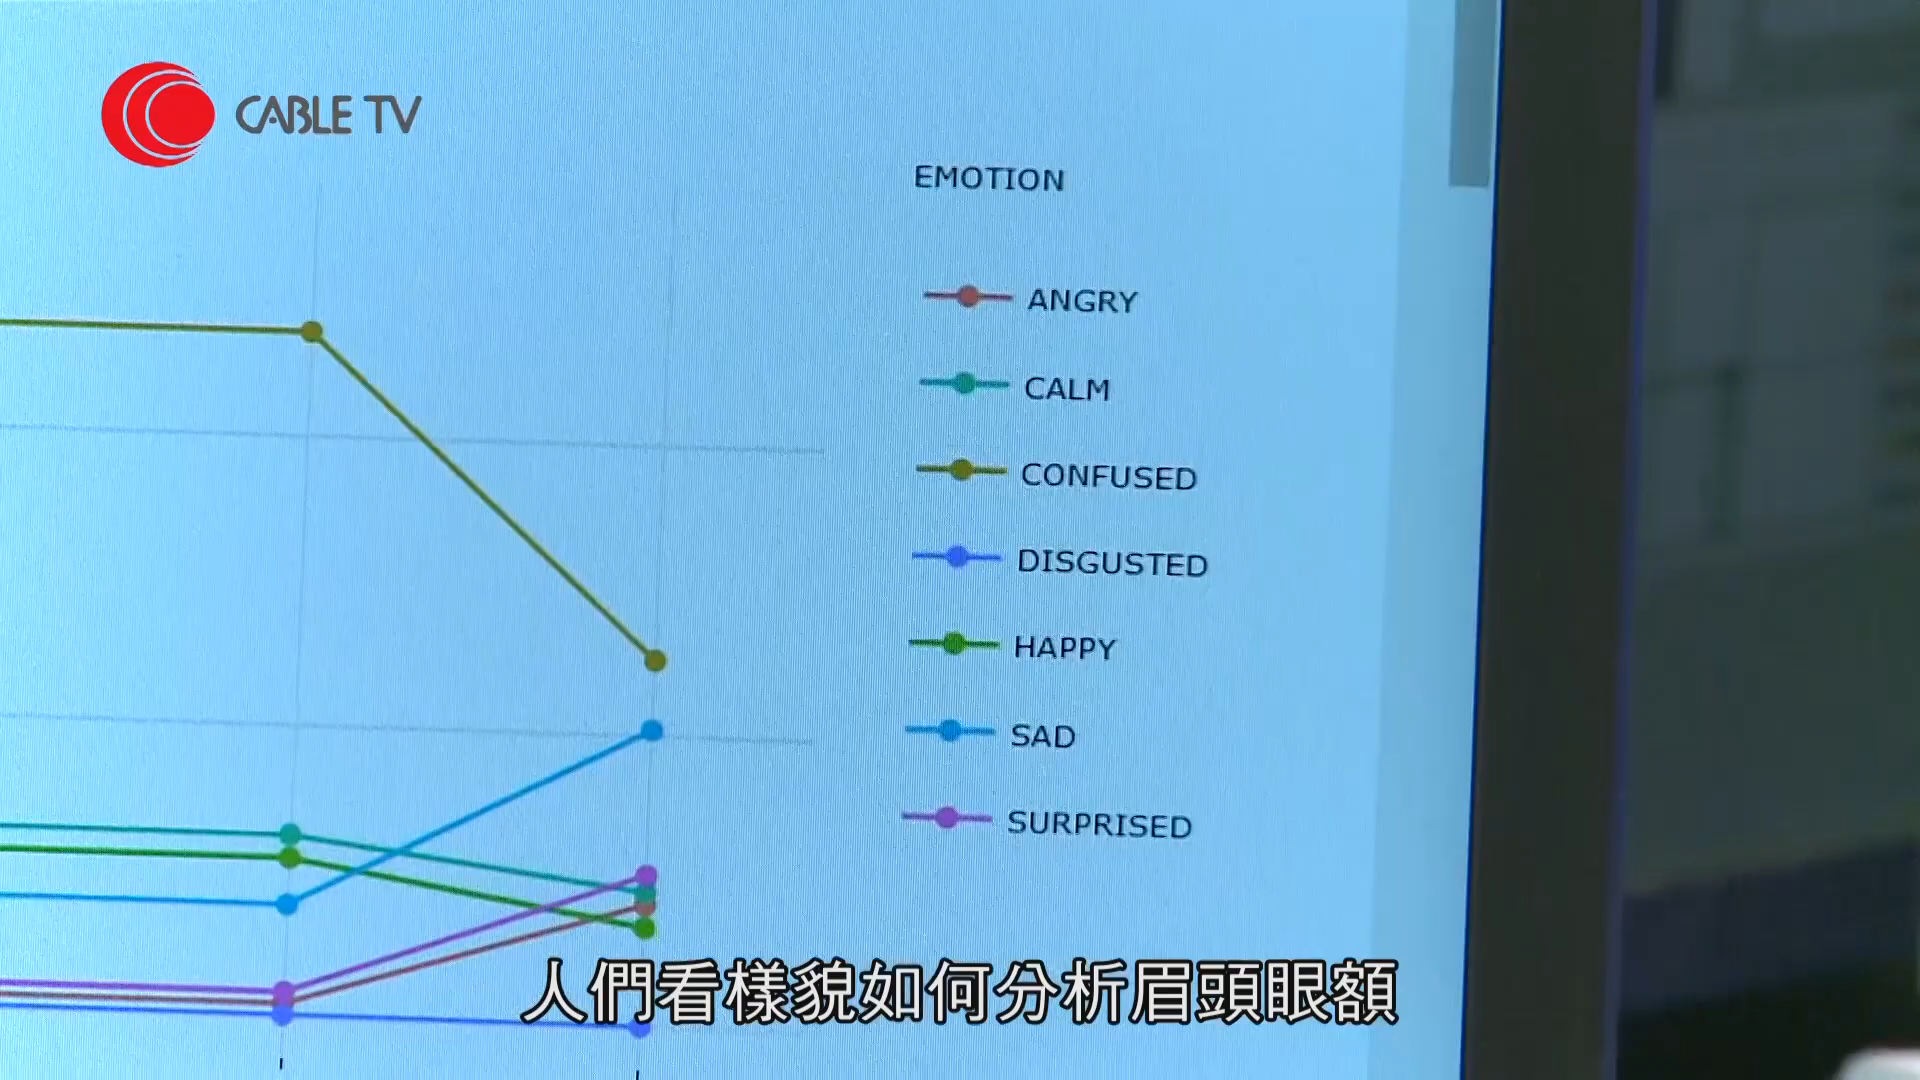 CABLE TV
EMOTION
ANGRY
CALM
CONFUSED
DISGUSTED
HAPPY
SAD
SURPRISED
人們看樣貌如何分析眉頭眼額